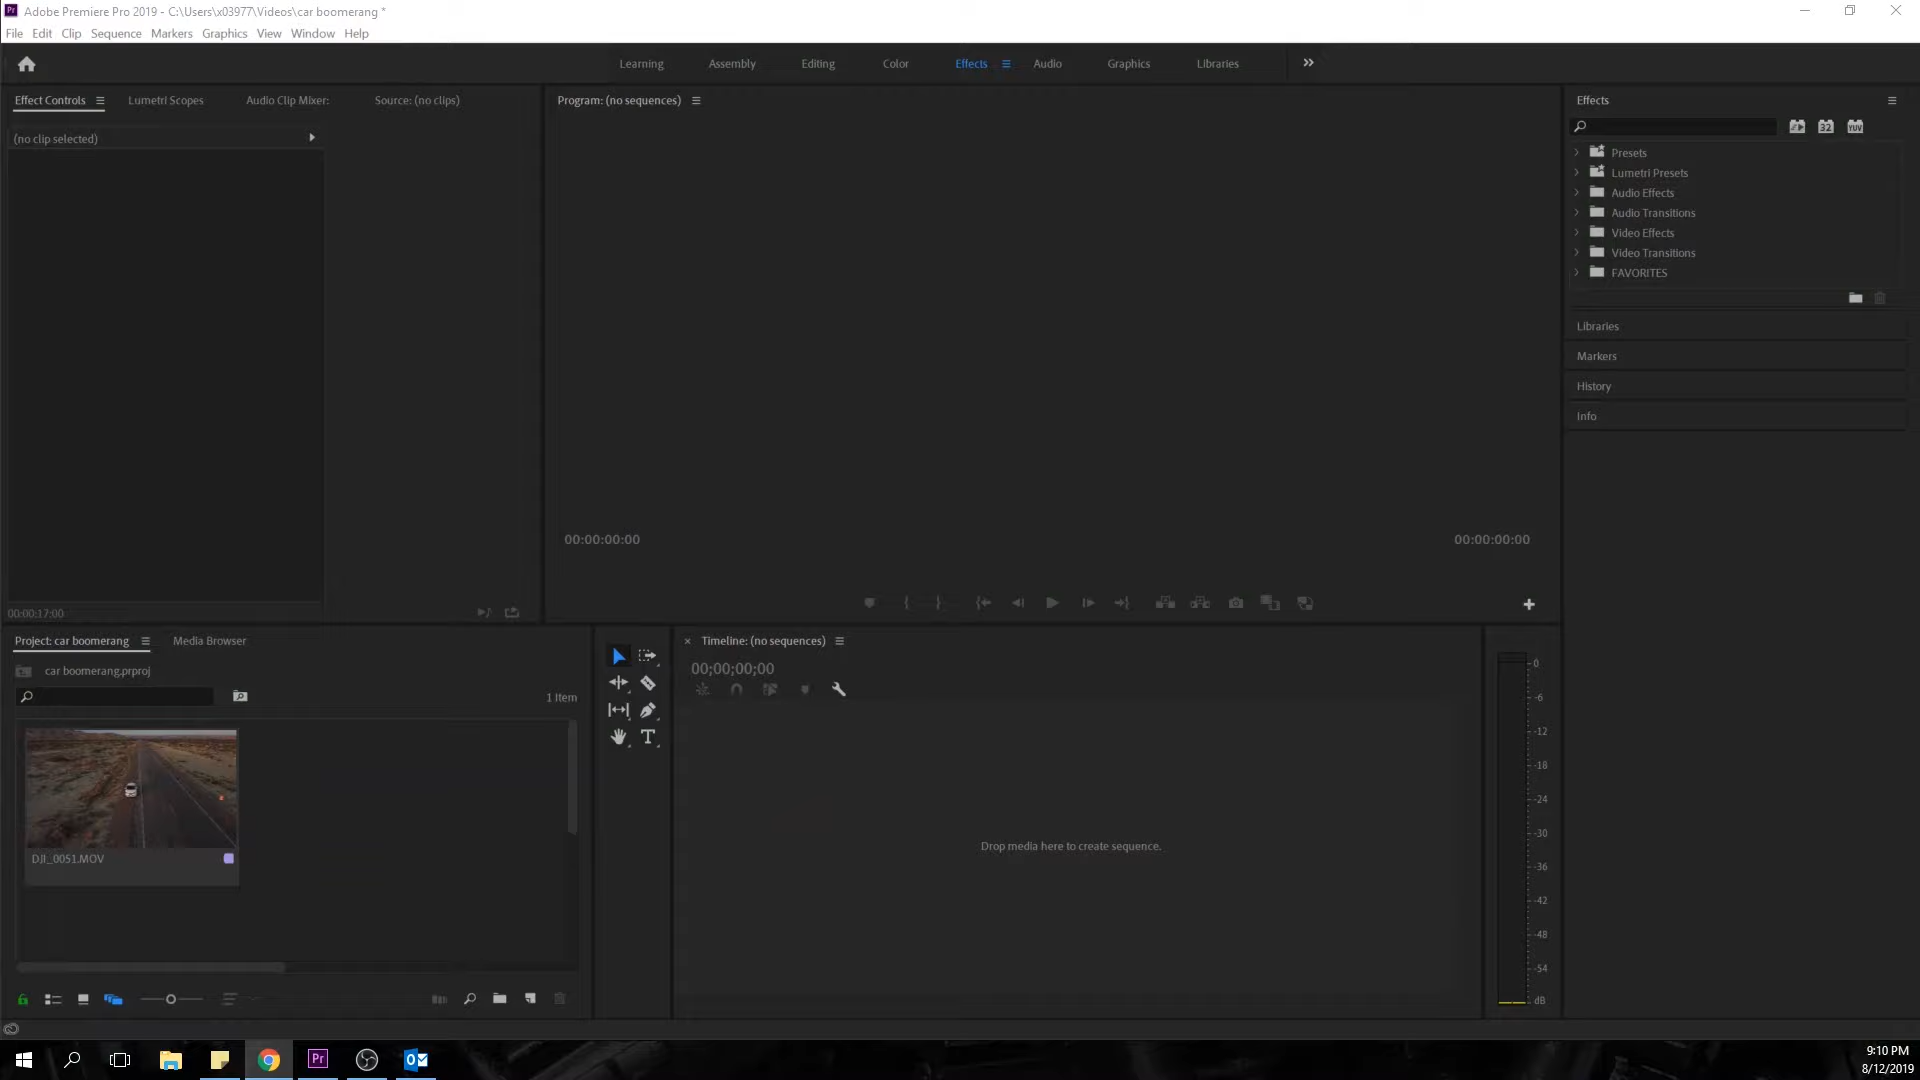 Pr Adobe Premiere Pro 2019 - C:\Users\x03977\Videos\car boomerang *
File Edit Clip Sequence Markers Graphics View Window Help
Learning Assembly Editing Color Effects Audio Graphics Libraries
Effect Controls Lumetri Scopes Audio Clip Mixer: Source: (no clips)
Program: (no sequences)
Effects
(no clip selected)
32 YUV
Presets
Lumetri Presets
Audio Effects
Audio Transitions
Video Effects
Video Transitions
FAVORITES
Libraries
Markers
History
Info
00:00:00:00 00:00:00:00
00:00:17:00
Project: car boomerang Media Browser
car boomerang.prproj
1 Item
DJI_0051.MOV
Timeline: (no sequences)
00;00;00;00
Drop media here to create sequence.
0
-6
-12
-18
-24
-30
-36
-42
-48
-54
dB
Pr
9:10 PM
8/12/2019